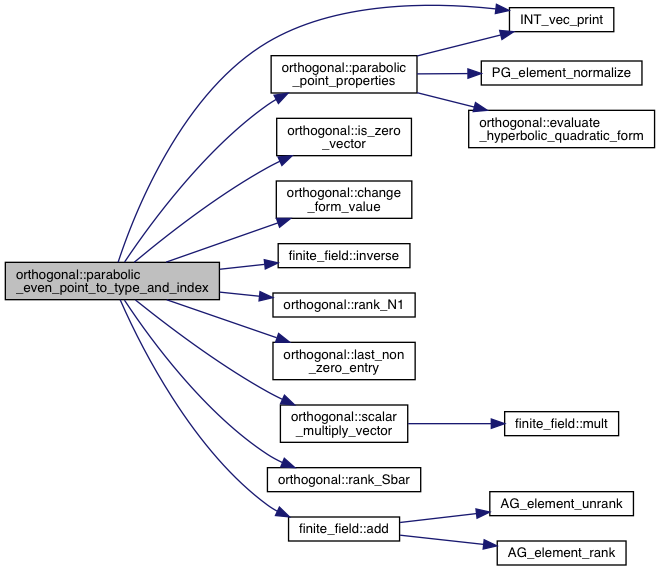 INT_vec_print
orthogonal::parabolic
_point_properties
PG_element_normalize
orthogonal::evaluate
_hyperbolic_quadratic_form
orthogonal::is_zero
_vector
orthogonal::change
_form_value
finite_field::inverse
orthogonal::parabolic
_even_point_to_type_and_index
orthogonal::rank_N1
orthogonal::last_non
_zero_entry
orthogonal::scalar
_multiply_vector
finite_field::mult
orthogonal::rank_Sbar
finite_field::add
AG_element_unrank
AG_element_rank